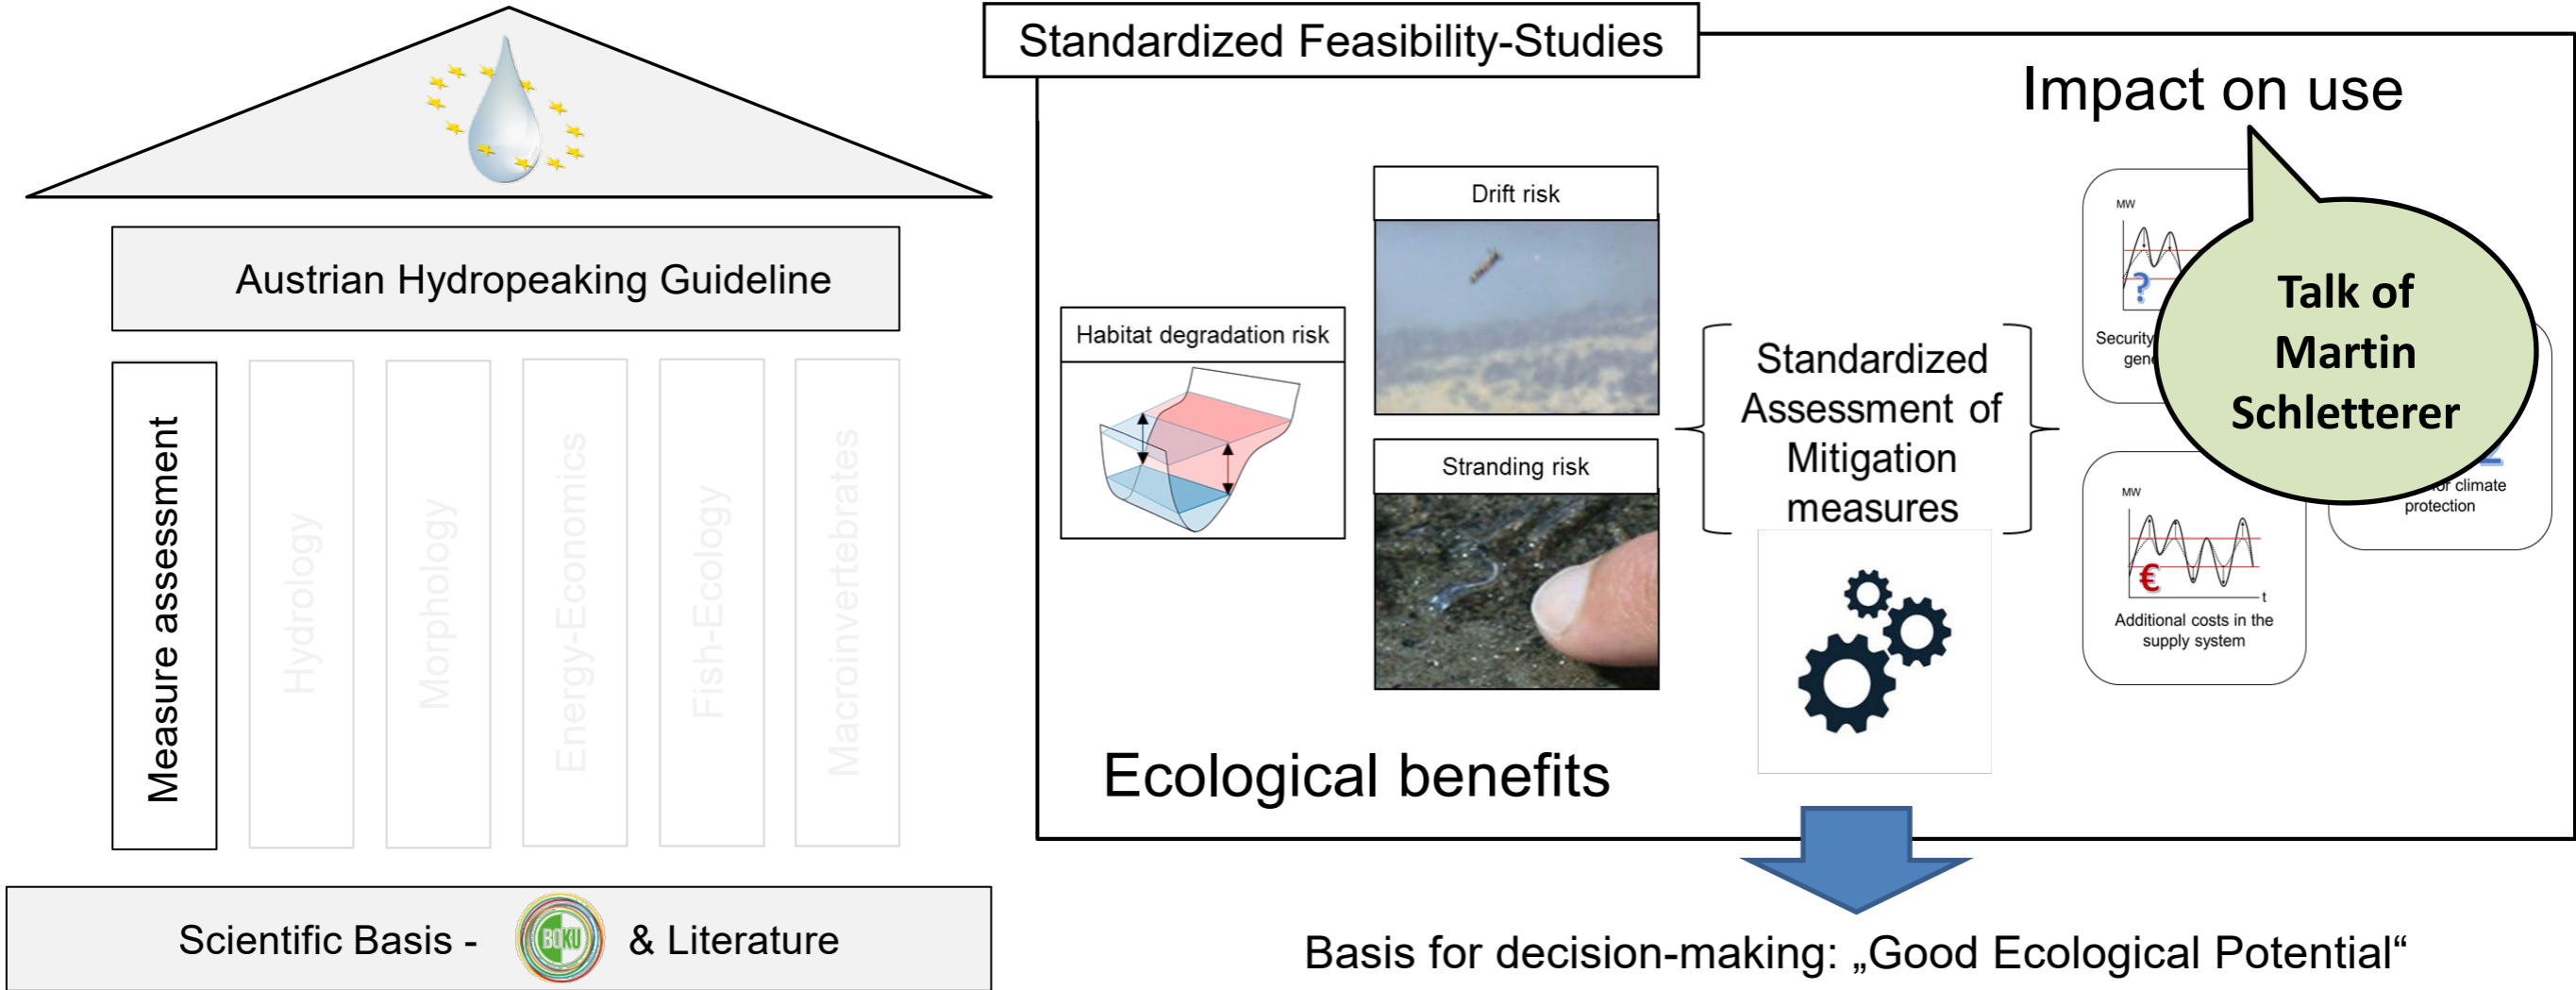 Austrian Hydropeaking Guideline
Measure assessment
Hydrology
Morphology
Energy-Economics
Fish-Ecology
Macroinvertebrates
Scientific Basis -
BOKU
& Literature
Standardized Feasibility-Studies
Impact on use
Habitat degradation risk
Drift risk
Stranding risk
Standardized
Assessment of
Mitigation
measures
MW
?
Security
Talk of
Martin
Schletterer
climate
protection
MW
€
t
Additional costs in the
supply system
Ecological benefits
Basis for decision-making: „Good Ecological Potential“